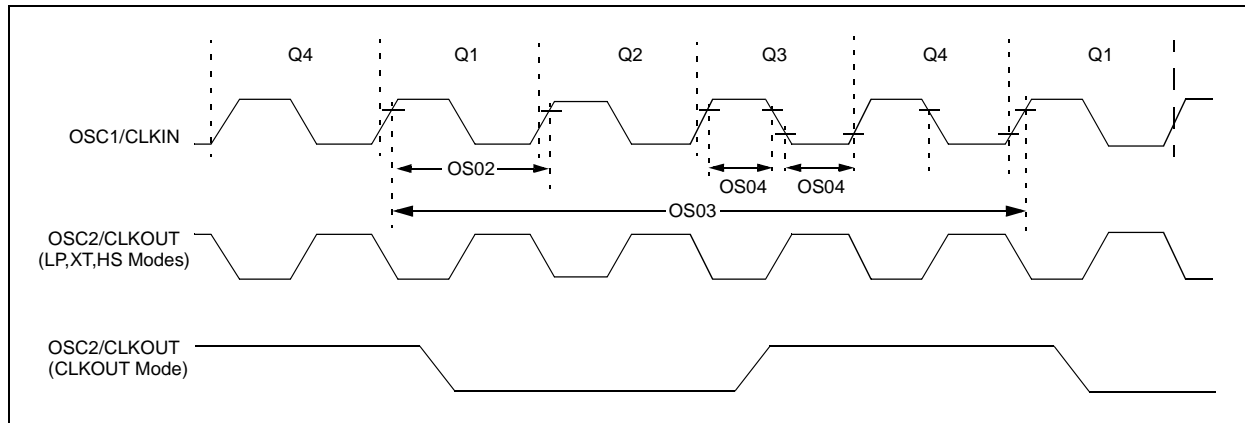 Q4 Q1 Q2 Q3 Q4 Q1
OSC1/CLKIN
OS02
OS04 OS04
OS03
OSC2/CLKOUT
(LP,XT,HS Modes)
OSC2/CLKOUT
(CLKOUT Mode)